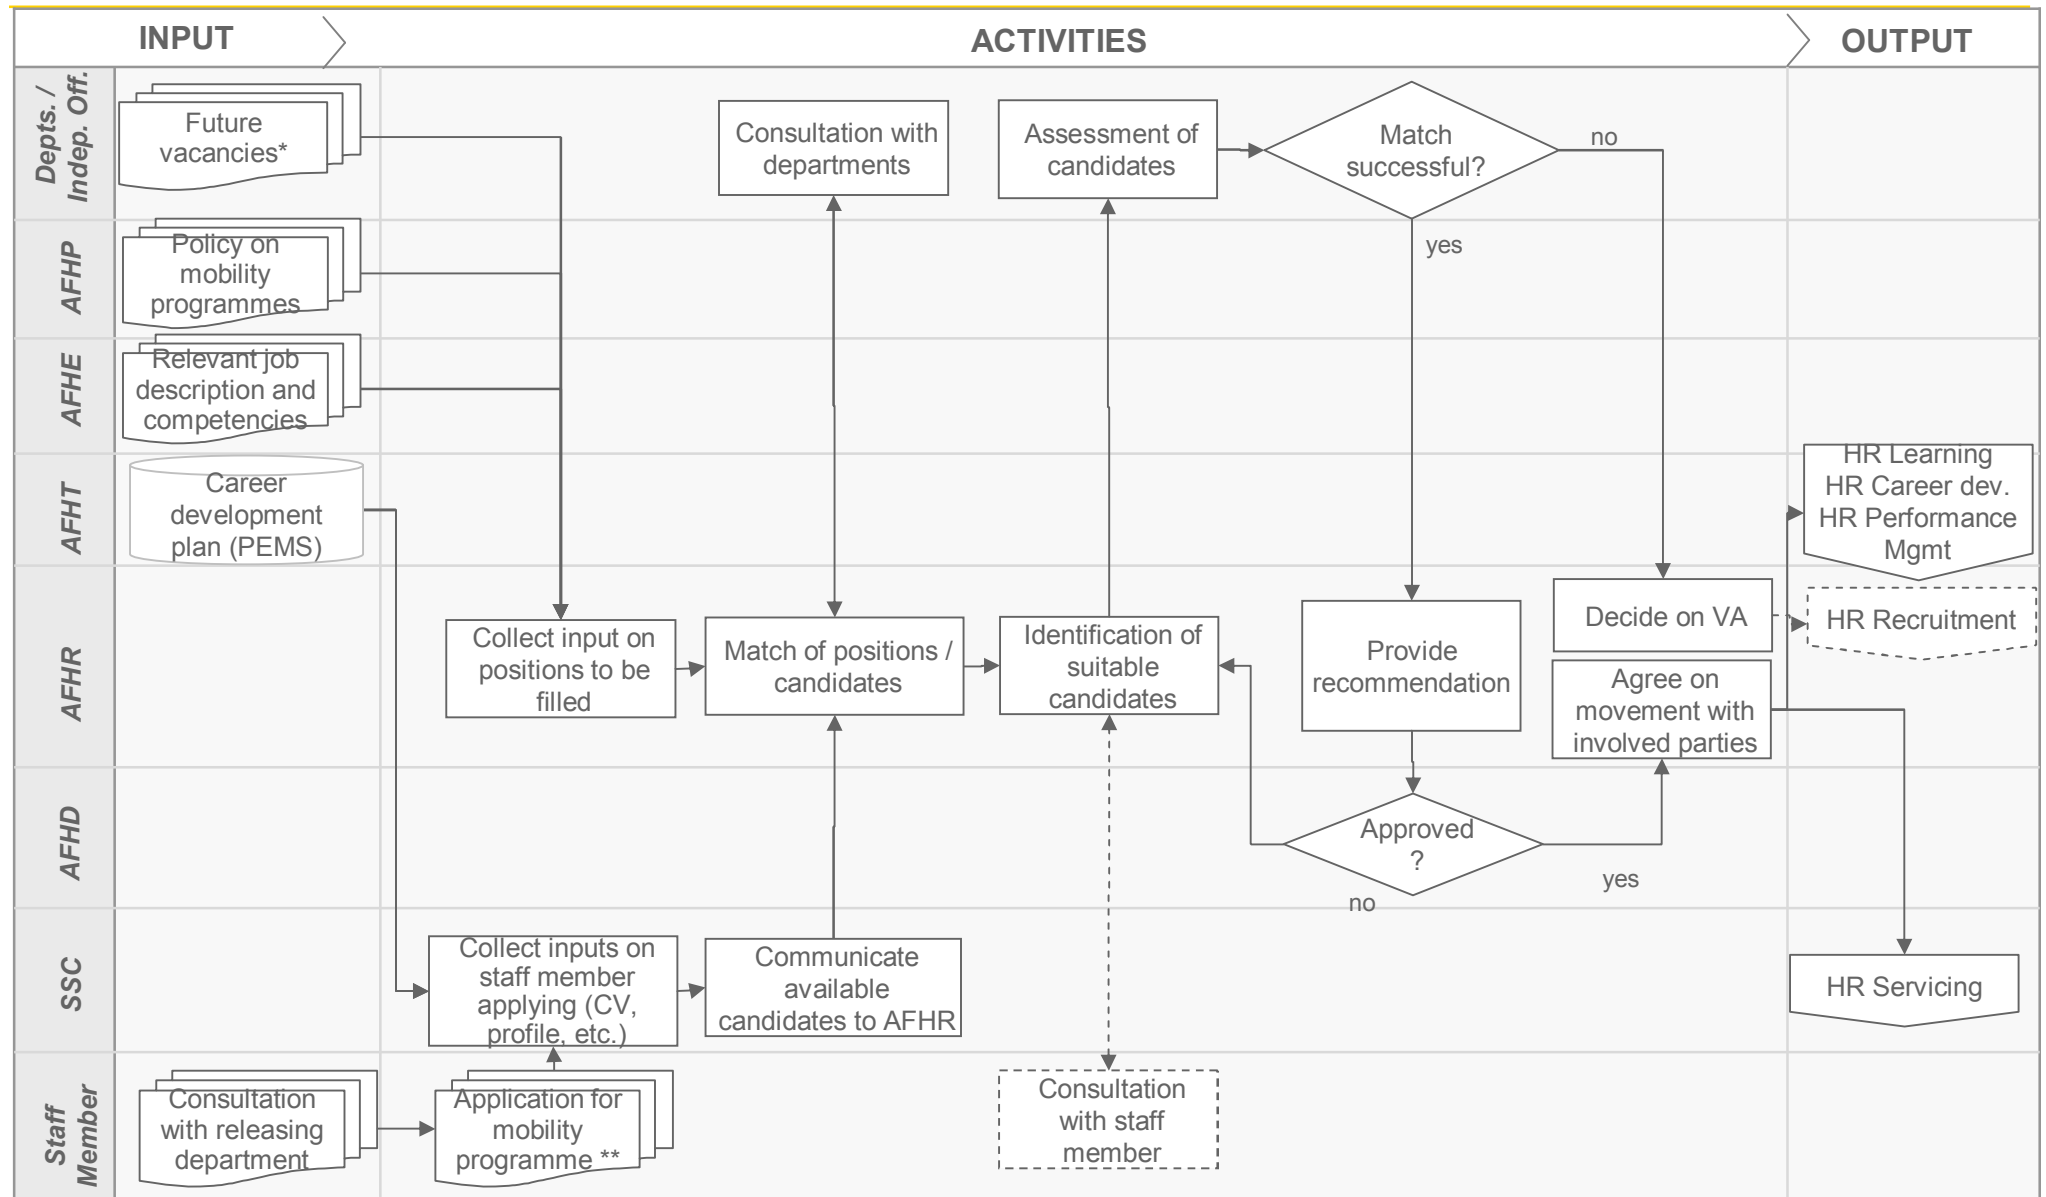 INPUT
ACTIVITIES
OUTPUT
Depts. /
Indep. Off.
Future
vacancies*
Consultation with
departments
Assessment of
candidates
Match
successful?
no
yes
AFHP
Policy on
mobility
programmes
AFHE
Relevant job
description and
competencies
AFHT
Career
development
plan (PEMS)
HR Learning
HR Career dev.
HR Performance
Mgmt
AFHR
Collect input on
positions to be
filled
Match of positions /
candidates
Identification of
suitable
candidates
Provide
recommendation
Decide on VA
HR Recruitment
Agree on
movement with
involved parties
AFHD
Approved
?
yes
no
SSC
Collect inputs on
staff member
applying (CV,
profile, etc.)
Communicate
available
candidates to AFHR
HR Servicing
Staff
Member
Consultation
with releasing
department
Application for
mobility
programme **
Consultation
with staff
member